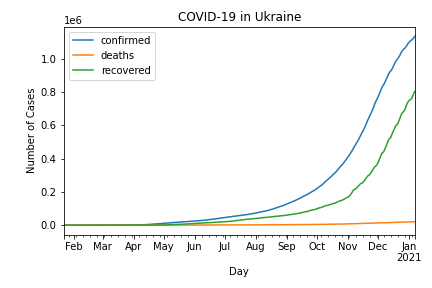 COVID-19 in Ukraine
1e6
confirmed
deaths
recovered
Number of Cases
1.0
0.8
0.6
0.4
0.2
0.0
Feb Mar Apr May Jun Jul Aug Sep Oct Nov Dec Jan
2021
Day